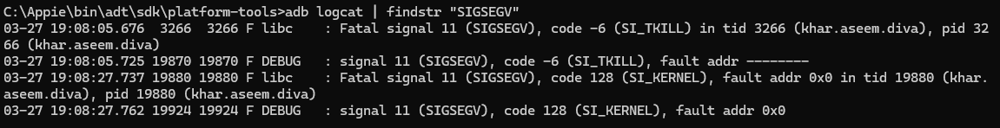 C:\Appie\bin\adt\sdk\platform-tools>adb logcat | findstr "SIGSEGV"
03-27 19:08:05.676  3266  3266 F libc    : Fatal signal 11 (SIGSEGV), code -6 (SI_TKILL) in tid 3266 (khar.aseem.diva), pid 32
66 (khar.aseem.diva)
03-27 19:08:05.725 19870 19870 F DEBUG   : signal 11 (SIGSEGV), code -6 (SI_TKILL), fault addr --------
03-27 19:08:27.737 19880 19880 F libc    : Fatal signal 11 (SIGSEGV), code 128 (SI_KERNEL), fault addr 0x0 in tid 19880 (khar.
aseem.diva), pid 19880 (khar.aseem.diva)
03-27 19:08:27.762 19924 19924 F DEBUG   : signal 11 (SIGSEGV), code 128 (SI_KERNEL), fault addr 0x0